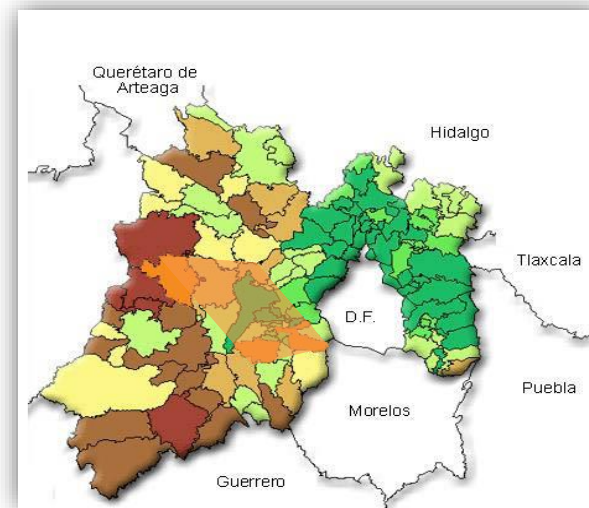 Querétaro de
Arteaga
Hidalgo
Tlaxcala
D.F.
Puebla
Morelos
Guerrero